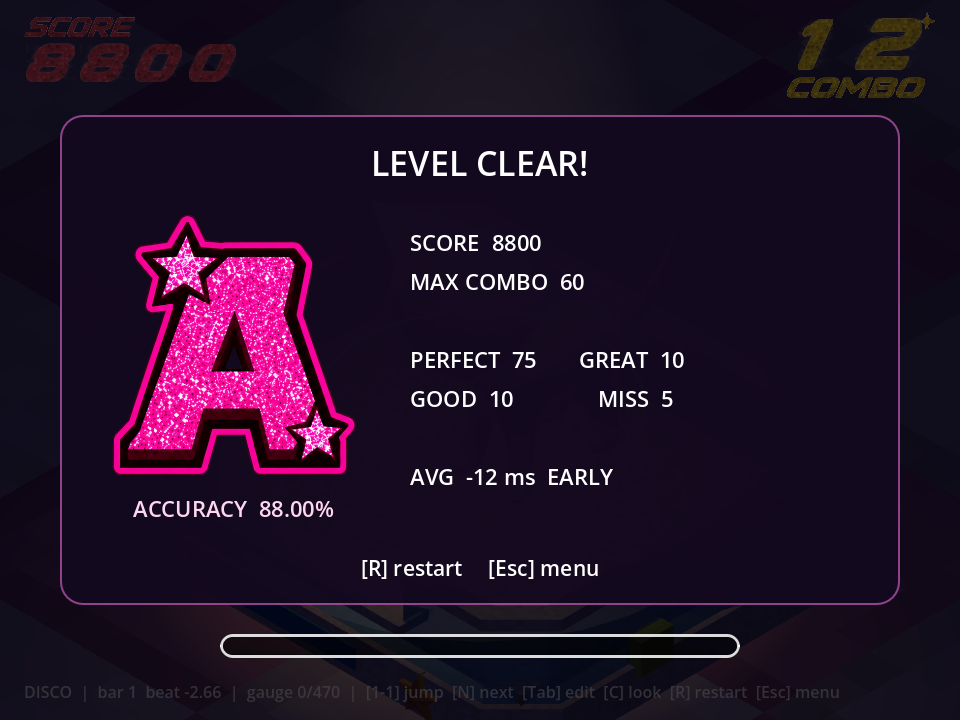 SCORE
8800
12
COMBO
LEVEL CLEAR!
A
SCORE 8800
MAX COMBO 60
PERFECT 75 GREAT 10
GOOD 10 MISS 5
AVG -12 ms EARLY
ACCURACY 88.00%
[R] restart [Esc] menu
DISCO | bar 1 beat -2.66 | gauge 0/470 | [1-1] jump [N] next [Tab] edit [C] look [R] restart [Esc] menu